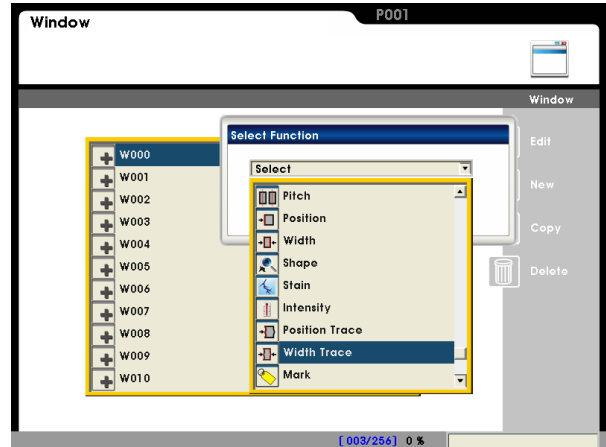 P001
Window
Window
Select Function
Edit
W000
W001
Select
New
W002
Pitch
W003
Position
Copy
W004
Width
W005
Shape
Delete
W006
Stain
W007
Intensity
W008
Position Trace
W009
Width Trace
W010
Mark
[003/256] 0 %